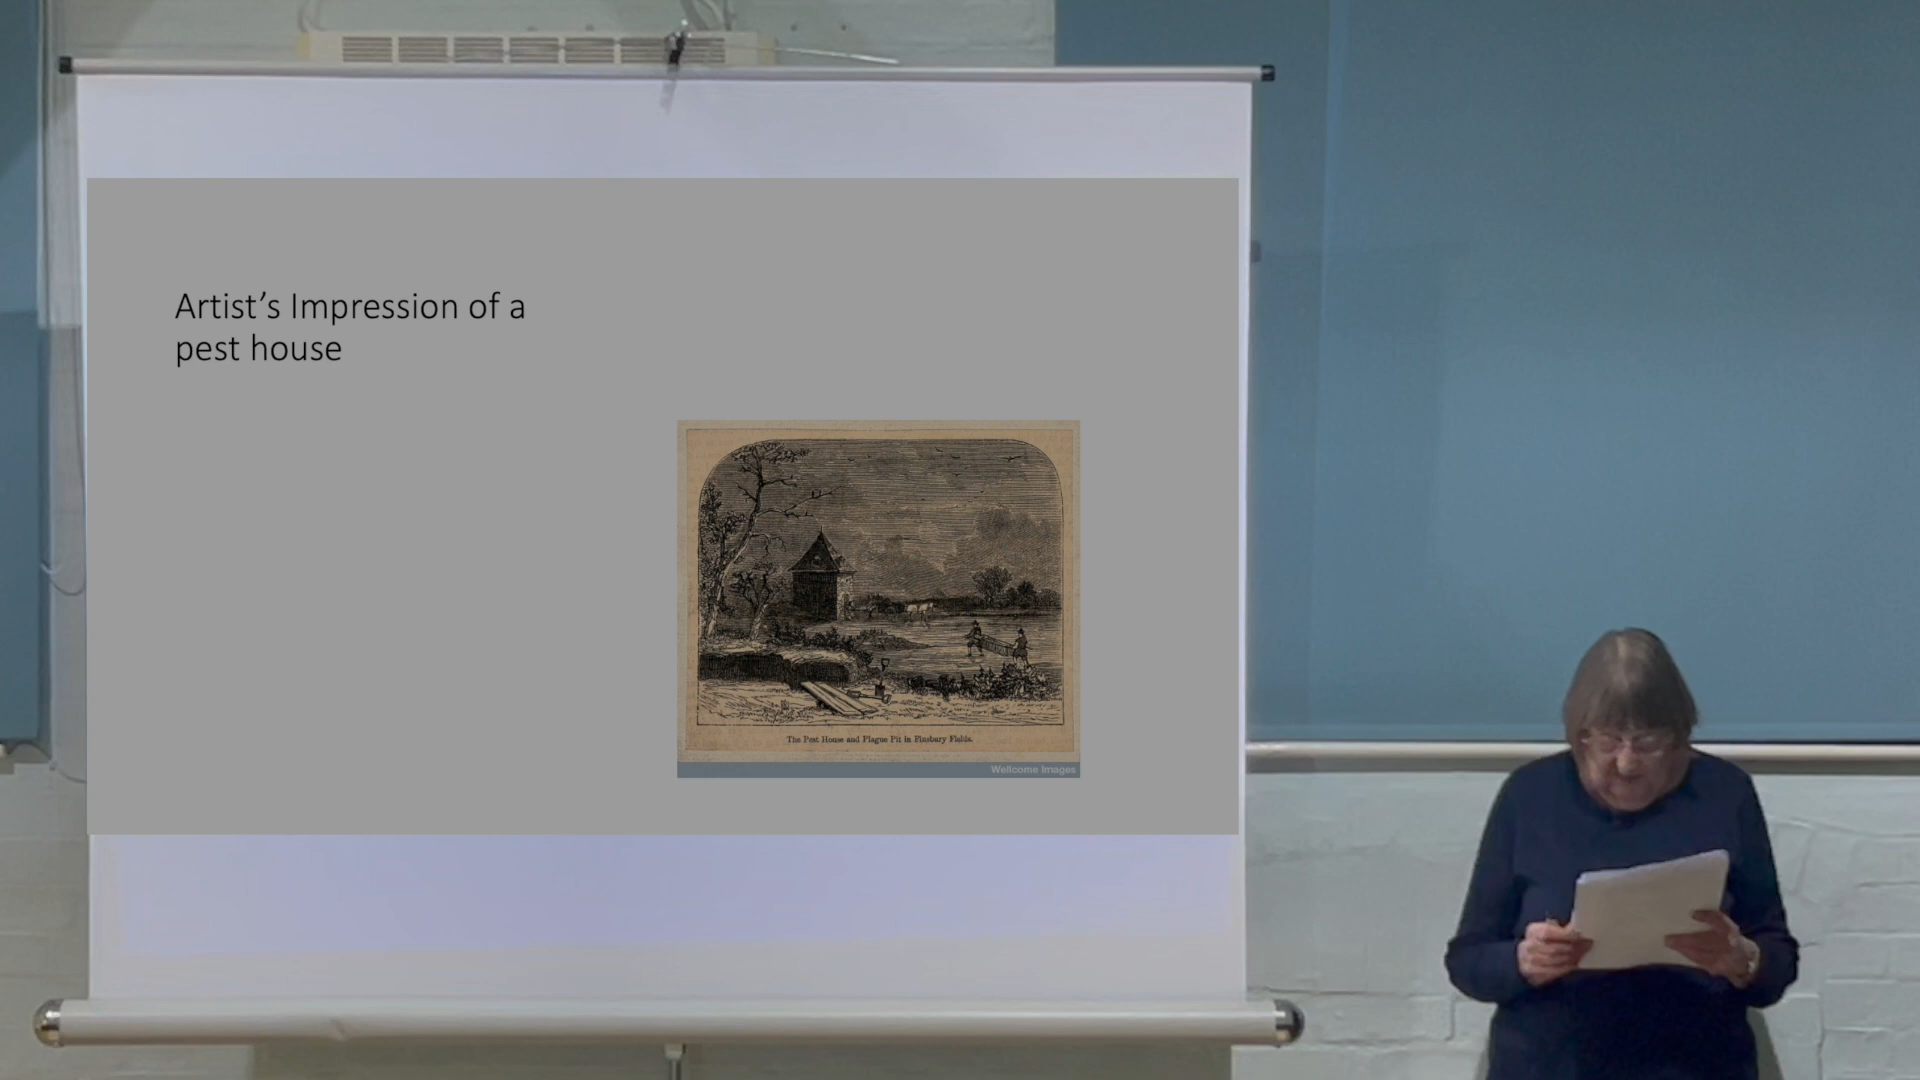 Artist’s Impression of a
pest house
The Pest House and Plague Pit in Finsbury Fields.
Wellcome Images